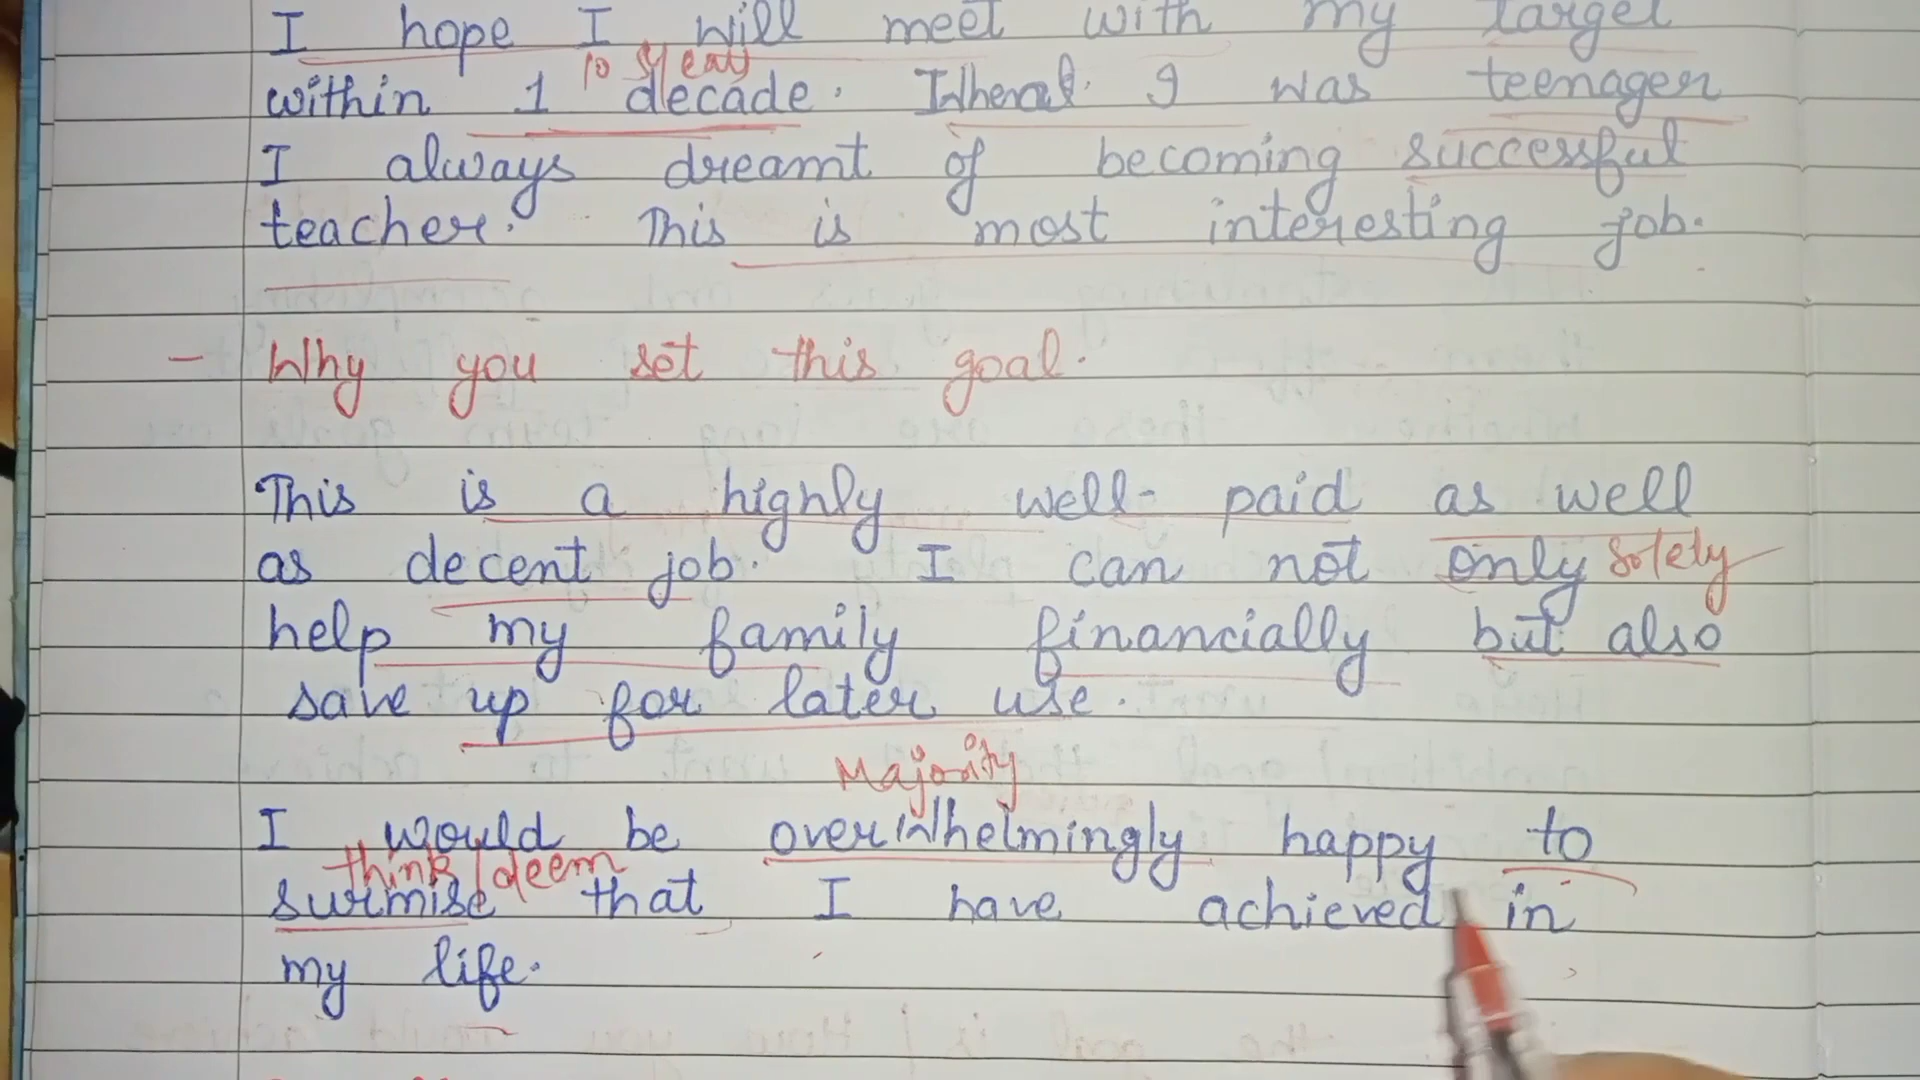 I hope I will meet with my target
10 years
within 1 decade. I was teenager
I always dreamt of becoming successful
teacher. This is most interesting job.
- Why you set this goal.
This is a highly well-paid as well
as decent job. I can not only solely
help my family financially but also
save up for later use.
Majority
I would be overwhelmingly happy to
think/deem
surmise that I have achieved in
my life.